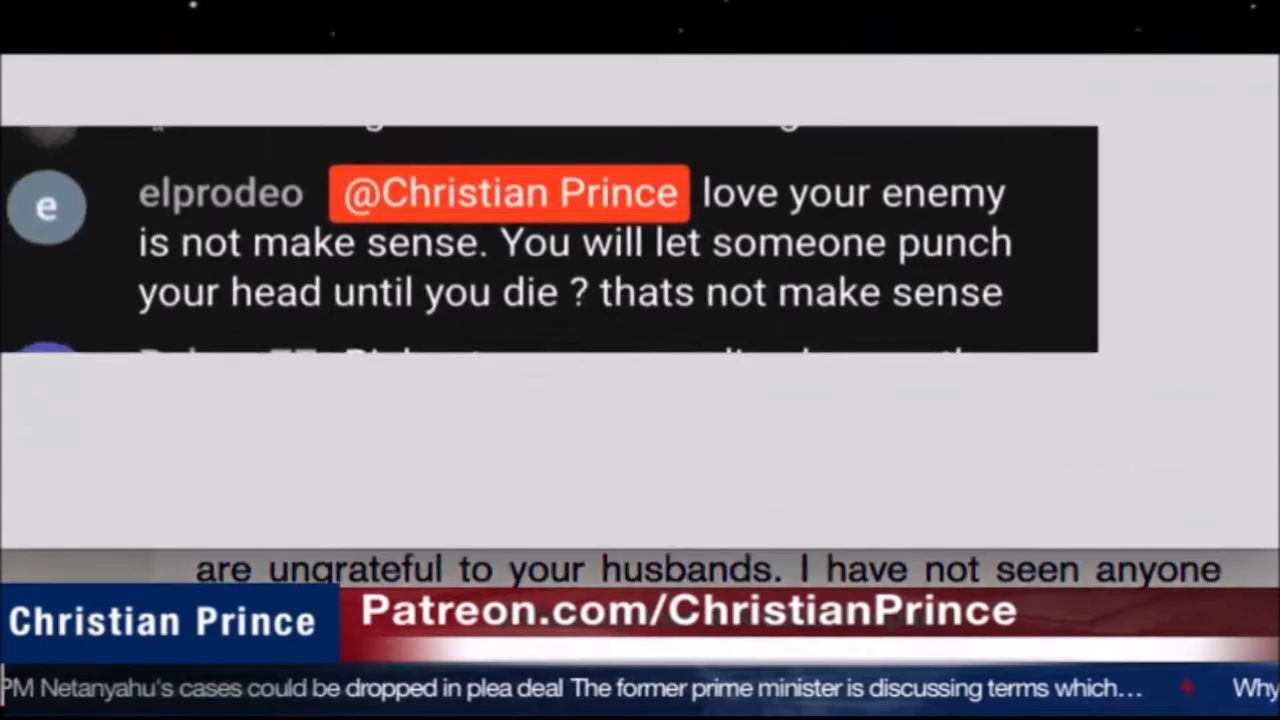 e
elprodeo @Christian Prince love your enemy
is not make sense. You will let someone punch
your head until you die ? thats not make sense
are ungrateful to your husbands. I have not seen anyone
Christian Prince
Patreon.com/ChristianPrince
PM Netanyahu's cases could be dropped in plea deal The former prime minister is discussing terms which... Why